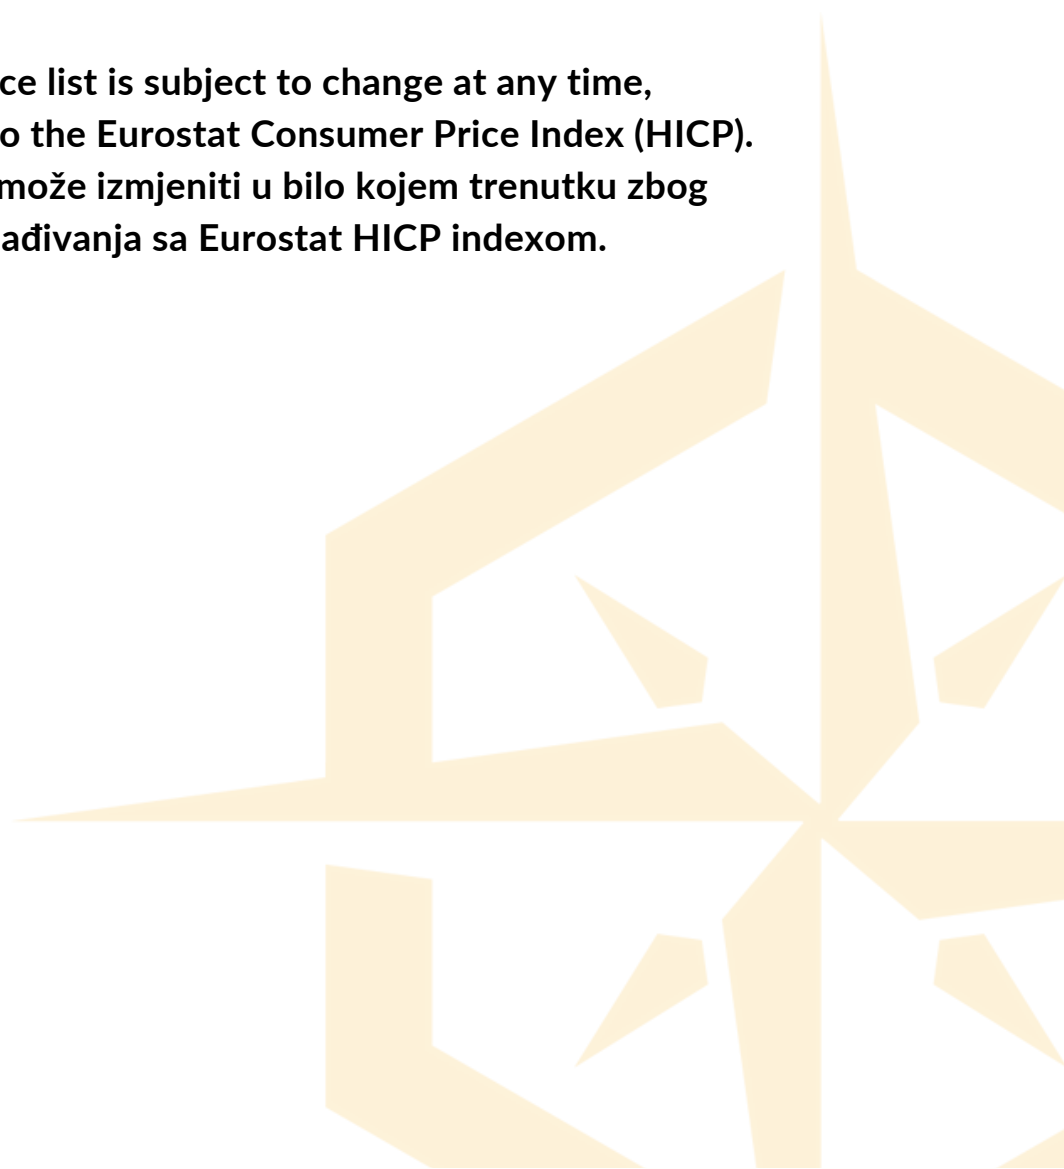 ce list is subject to change at any time,
o the Eurostat Consumer Price Index (HICP).
može izmjeniti u bilo kojem trenutku zbog
ađivanja sa Eurostat HICP indexom.